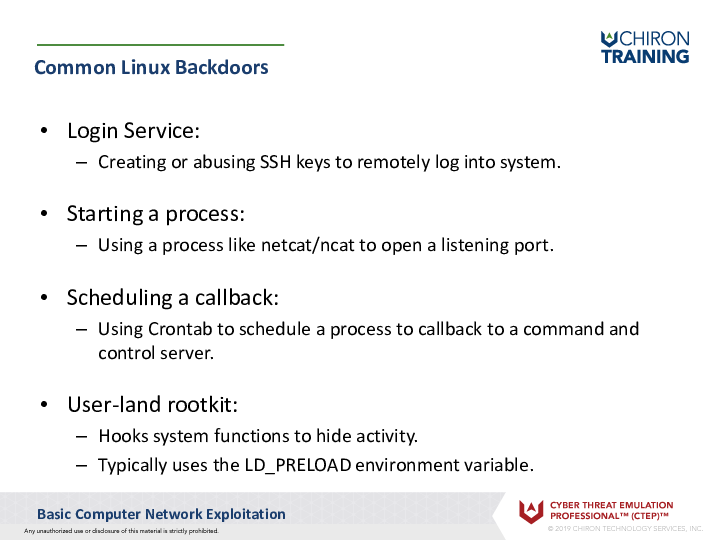 CHIRON
TRAINING
Common Linux Backdoors
• Login Service:
– Creating or abusing SSH keys to remotely log into system.
• Starting a process:
– Using a process like netcat/ncat to open a listening port.
• Scheduling a callback:
– Using Crontab to schedule a process to callback to a command and
control server.
• User-land rootkit:
– Hooks system functions to hide activity.
– Typically uses the LD_PRELOAD environment variable.
Basic Computer Network Exploitation
Any unauthorized use or disclosure of this material is strictly prohibited.
CYBER THREAT EMULATION
PROFESSIONAL™ (CTEP)™
© 2019 CHIRON TECHNOLOGY SERVICES, INC.